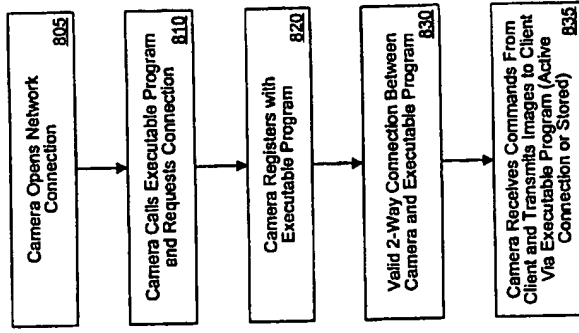 Camera Opens Network
Connection
805
Camera Calls Executable Program
and Requests Connection
810
Camera Registers with
Executable Program
820
Valid 2-Way Connection Between
Camera and Executable Program
830
Camera Receives Commands From
Client and Transmits Images to Client
Via Executable Program (Active
Connection or Stored)
835